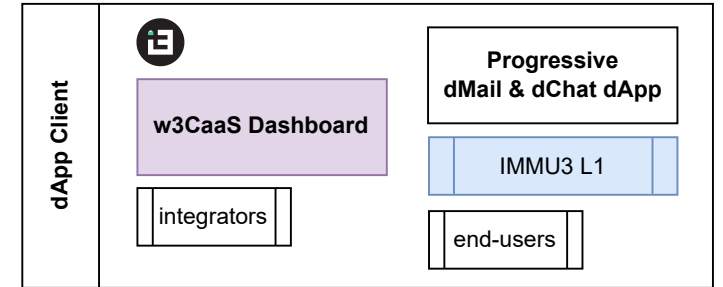 dApp Client
w3CaaS Dashboard
integrators
Progressive
dMail & dChat dApp
IMMU3 L1
end-users